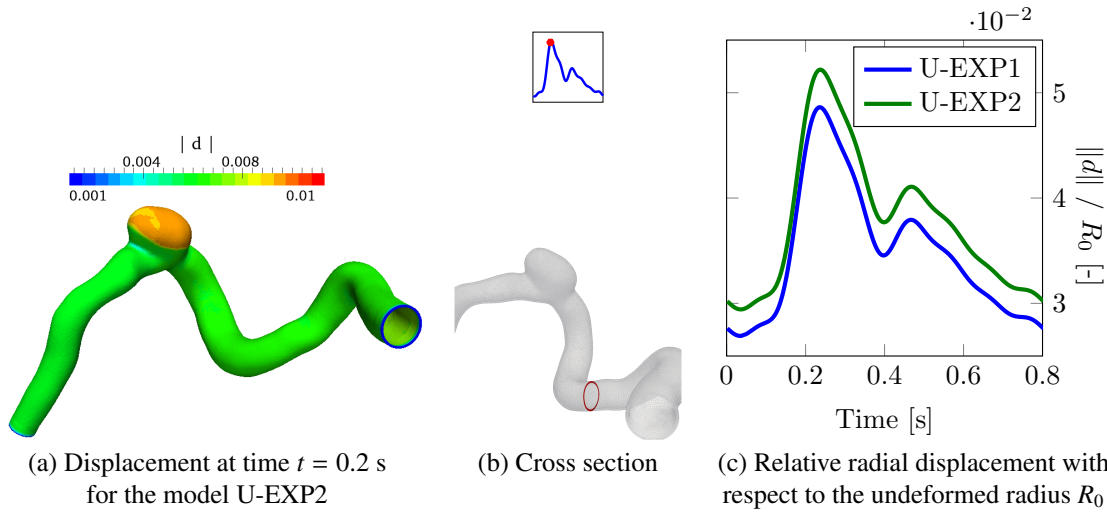 | d |
0.004 0.008
0.001 0.01
(a) Displacement at time t = 0.2 s
for the model U-EXP2
(b) Cross section
·10⁻²
U-EXP1
U-EXP2
5
4
3
||d|| / R₀ [-]
0 0.2 0.4 0.6 0.8
Time [s]
(c) Relative radial displacement with
respect to the undeformed radius R₀